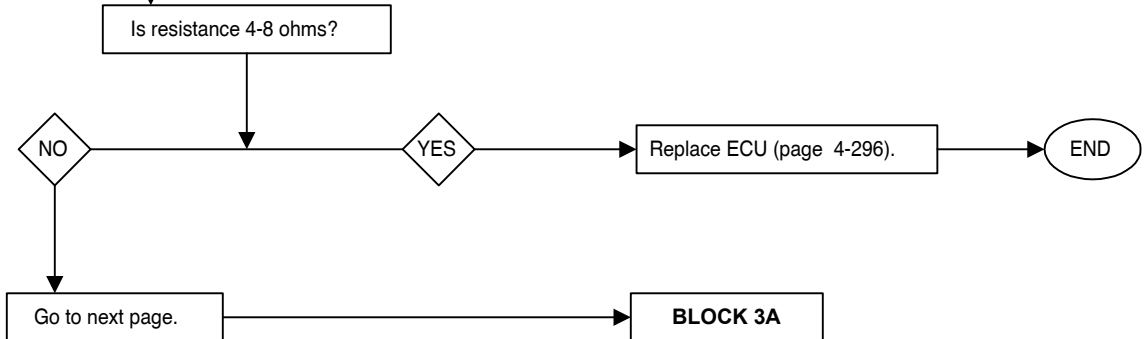 Is resistance 4-8 ohms?
NO
YES
Replace ECU (page 4-296).
END
Go to next page.
BLOCK 3A